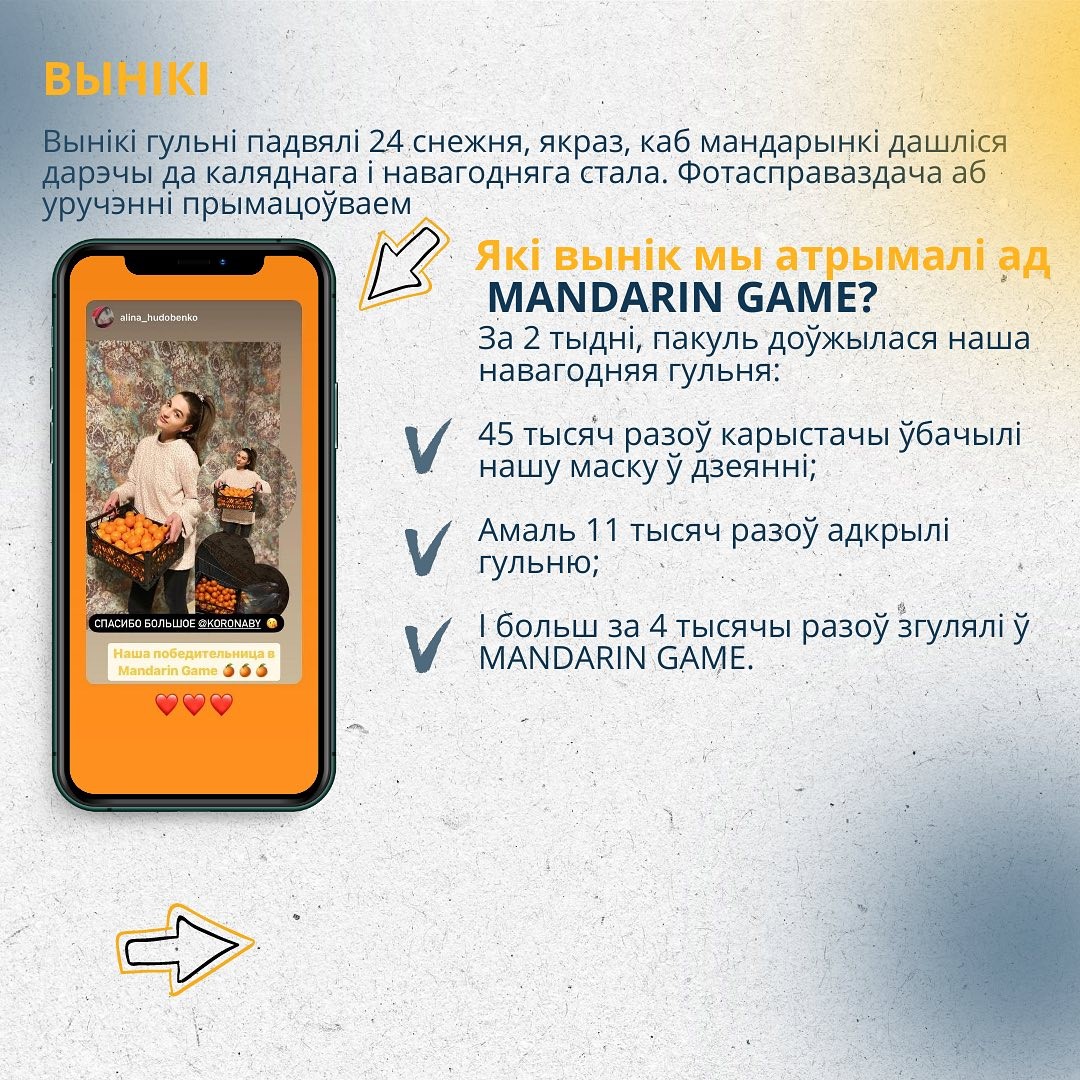 ВЫНІКІ
Вынікі гульні падвялі 24 снежня, якраз, каб мандарынкі дашліся
дарэчы да каляднага і навагодняга стала. Фотасправаздача аб
уручэнні прымацоўваем
Які вынік мы атрымалі ад
MANDARIN GAME?
За 2 тыдні, пакуль доўжылася наша
навагодняя гульня:
45 тысяч разоў карыстачы ўбачылі
нашу маску ў дзеянні;
Амаль 11 тысяч разоў адкрылі
гульню;
І больш за 4 тысячы разоў згулялі ў
MANDARIN GAME.
alina_hudobenko
СПАСИБО БОЛЬШОЕ @KORONABY 😘
Наша победительница в
Mandarin Game 🍊🍊🍊
❤️❤️❤️